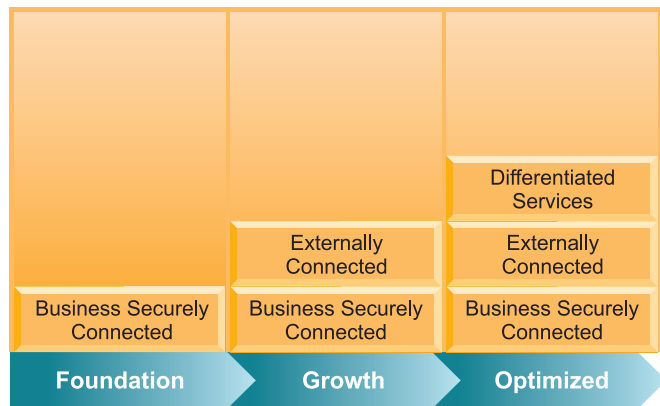 Differentiated
Services
Externally
Connected
Externally
Connected
Business Securely
Connected
Business Securely
Connected
Business Securely
Connected
Foundation
Growth
Optimized